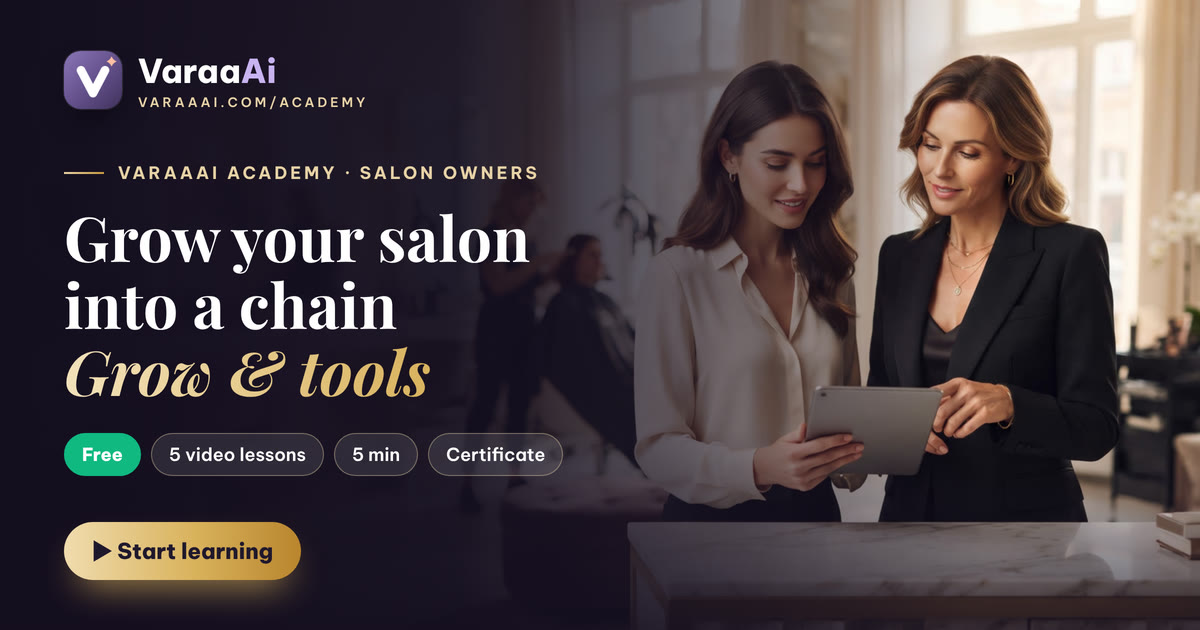 VaraaAi
VARAAAI.COM/ACADEMY
VARAAAI ACADEMY · SALON OWNERS
Grow your salon
into a chain
Grow & tools
Free
5 video lessons
5 min
Certificate
▶ Start learning